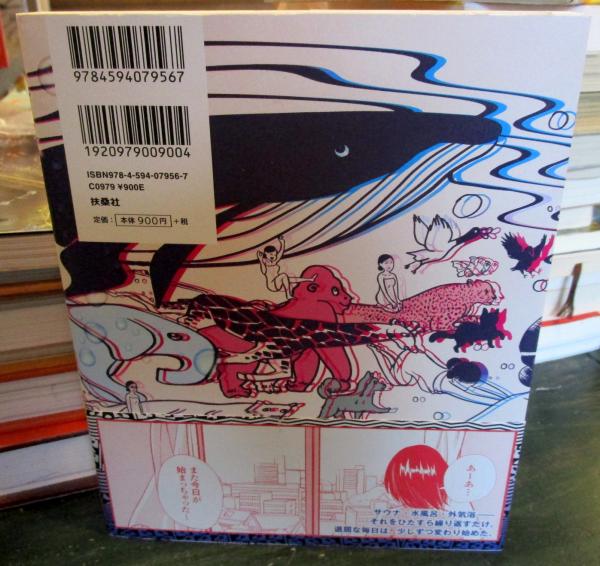 9784594079567
1920979009004
ISBN978-4-594-07956-7
C0979 ¥900E
扶桑社
定価：本体900円+税
あーあ…
また今日が
始まっちゃった～
サウナ・水風呂・外気浴――
それをひたすら繰り返すだけ。
退屈な毎日は、少しずつ変わり始めた。